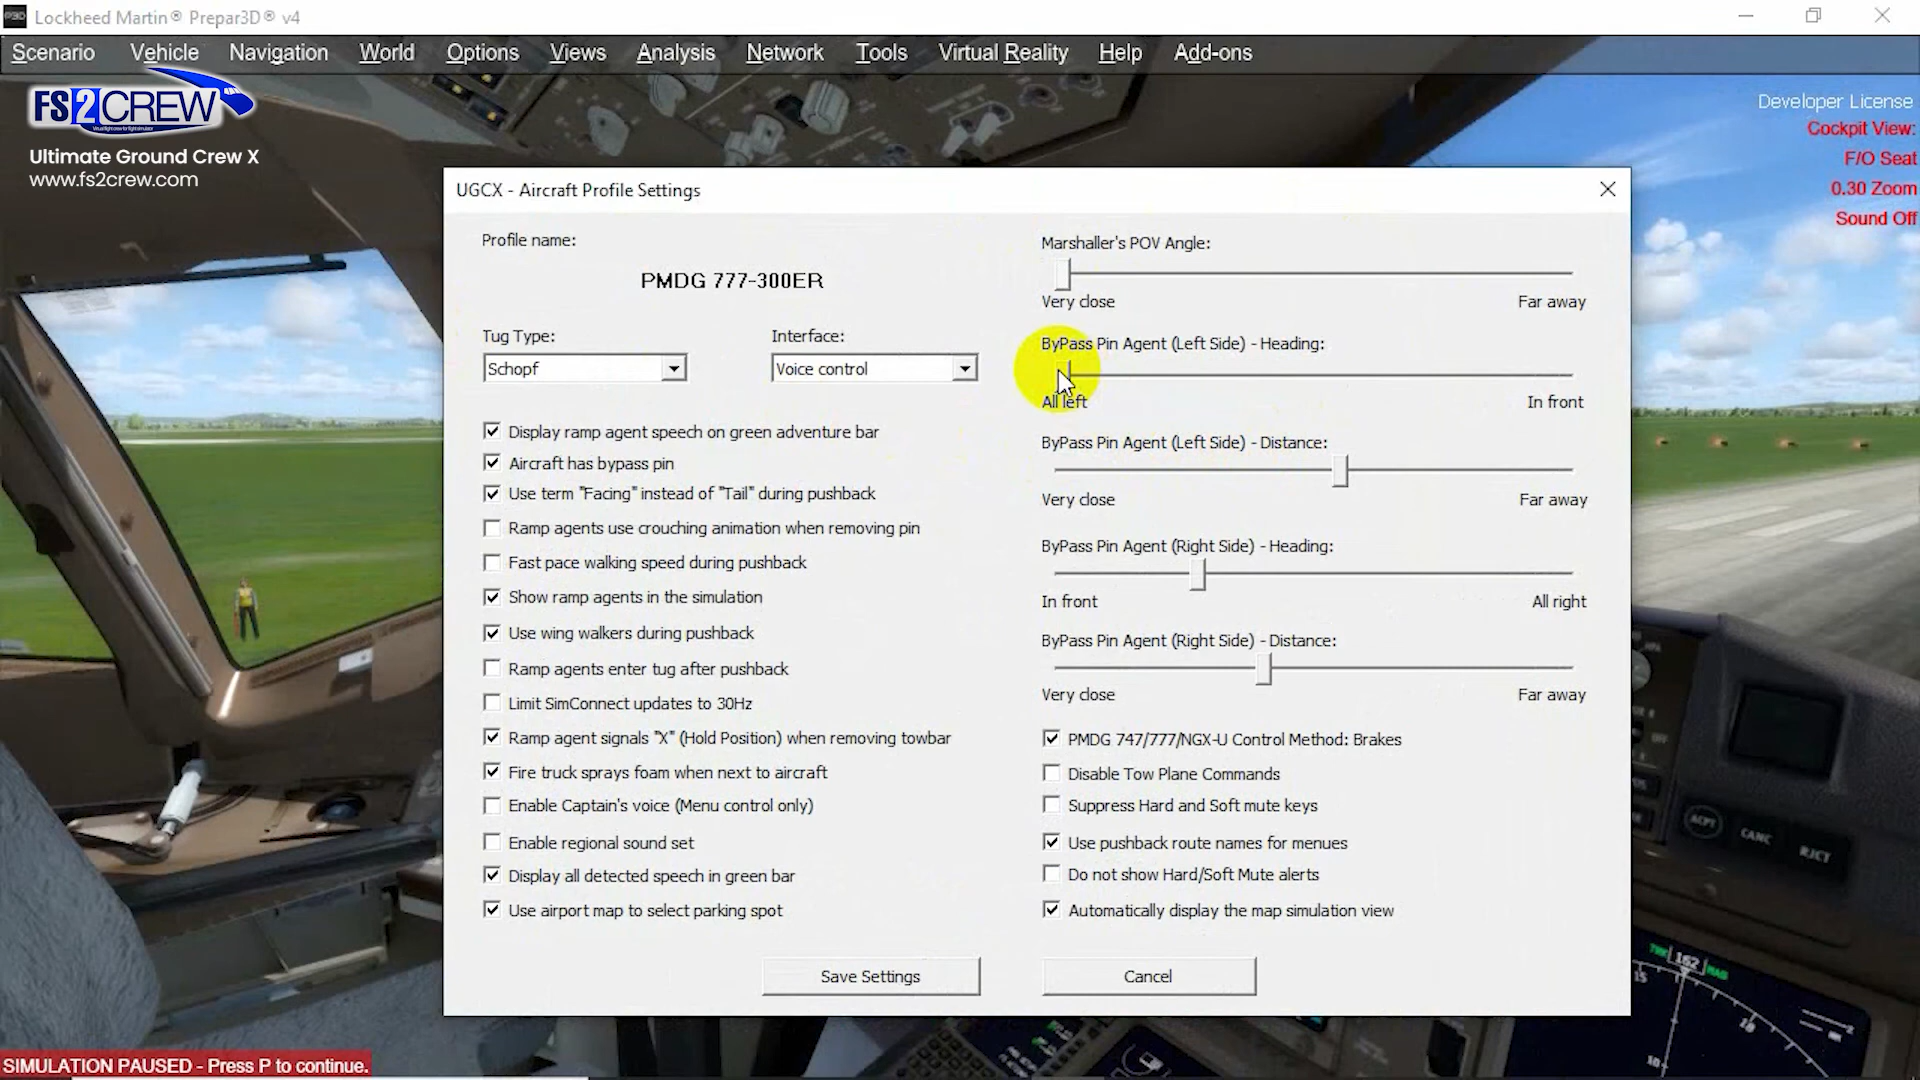 Lockheed Martin® Prepar3D® v4
Scenario Vehicle Navigation World Options Views Analysis Network Tools Virtual Reality Help Add-ons
FS2CREW
Ultimate Ground Crew X
www.fs2crew.com
Developer License
Cockpit View:
F/O Seat
0.30 Zoom
Sound Off
UGCX - Aircraft Profile Settings
Profile name:
PMDG 777-300ER
Tug Type:
Interface:
Schopf
Voice control
Display ramp agent speech on green adventure bar
Aircraft has bypass pin
Use term "Facing" instead of "Tail" during pushback
Ramp agents use crouching animation when removing pin
Fast pace walking speed during pushback
Show ramp agents in the simulation
Use wing walkers during pushback
Ramp agents enter tug after pushback
Limit SimConnect updates to 30Hz
Ramp agent signals "X" (Hold Position) when removing towbar
Fire truck sprays foam when next to aircraft
Enable Captain's voice (Menu control only)
Enable regional sound set
Display all detected speech in green bar
Use airport map to select parking spot
Marshaller's POV Angle:
Very close Far away
ByPass Pin Agent (Left Side) - Heading:
All left In front
ByPass Pin Agent (Left Side) - Distance:
Very close Far away
ByPass Pin Agent (Right Side) - Heading:
In front All right
ByPass Pin Agent (Right Side) - Distance:
Very close Far away
PMDG 747/777/NGX-U Control Method: Brakes
Disable Tow Plane Commands
Suppress Hard and Soft mute keys
Use pushback route names for menues
Do not show Hard/Soft Mute alerts
Automatically display the map simulation view
Save Settings
Cancel
ACPT CANC RJCT
TRK 162 MAG
15
10
SIMULATION PAUSED - Press P to continue.